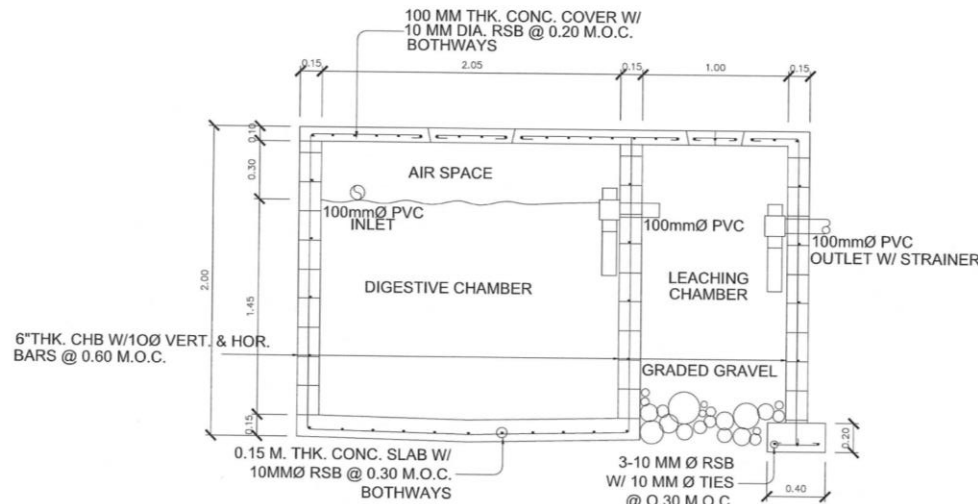 100 MM THK. CONC. COVER W/
10 MM DIA. RSB @ 0.20 M.O.C.
BOTHWAYS
0.15
2.05
0.15
1.00
0.15
0.10
0.30
AIR SPACE
100mmØ PVC
INLET
100mmØ PVC
100mmØ PVC
OUTLET W/ STRAINER
2.00
1.45
DIGESTIVE CHAMBER
LEACHING
CHAMBER
6"THK. CHB W/10Ø VERT. & HOR.
BARS @ 0.60 M.O.C.
GRADED GRAVEL
0.15
0.20
0.15 M. THK. CONC. SLAB W/
10MMØ RSB @ 0.30 M.O.C.
BOTHWAYS
3-10 MM Ø RSB
W/ 10 MM Ø TIES
@ O.30 M.O.C.
0.40